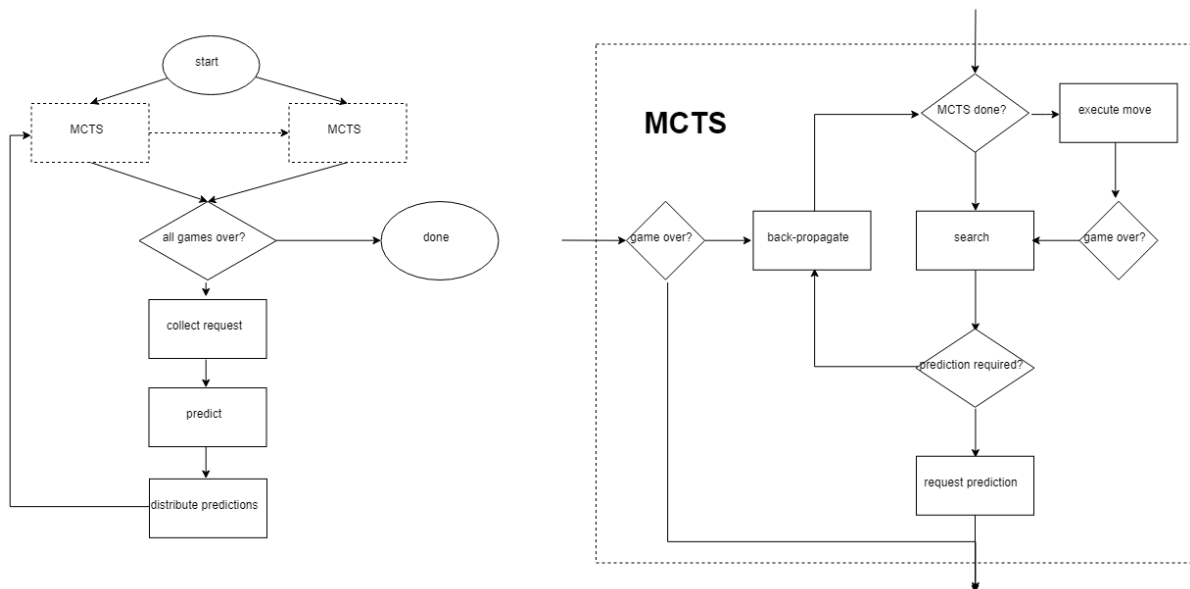 start
MCTS
MCTS
all games over?
done
collect request
predict
distribute predictions
MCTS
MCTS done?
execute move
game over?
back-propagate
search
game over?
prediction required?
request prediction